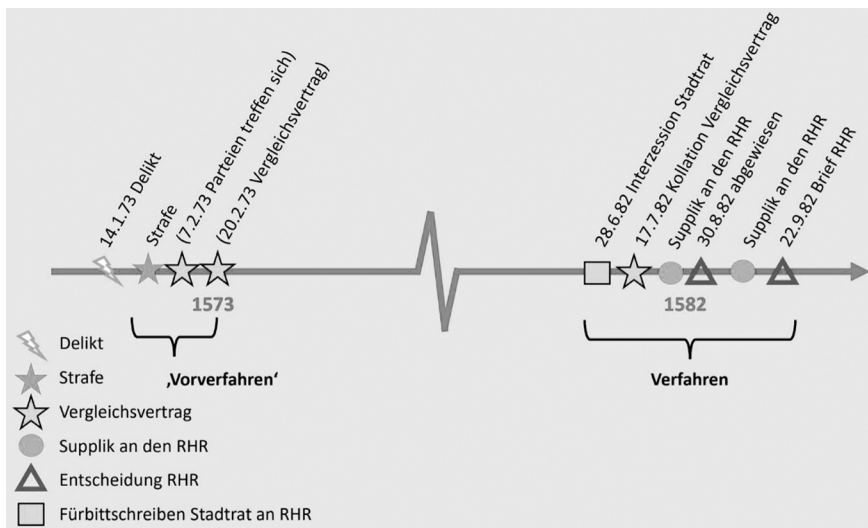 14.1.73 Delikt
Strafe
(7.2.73 Parteien treffen sich)
(20.2.73 Vergleichsvertrag)
28.6.82 Interzession Stadtrat
17.7.82 Kollation Vergleichsvertrag
Supplik an den RHR
30.8.82 abgewiesen
Supplik an den RHR
22.9.82 Brief RHR
1573
1582
‚Vorverfahren‘
Verfahren
Delikt
Strafe
Vergleichsvertrag
Supplik an den RHR
Entscheidung RHR
Fürbittschreiben Stadtrat an RHR